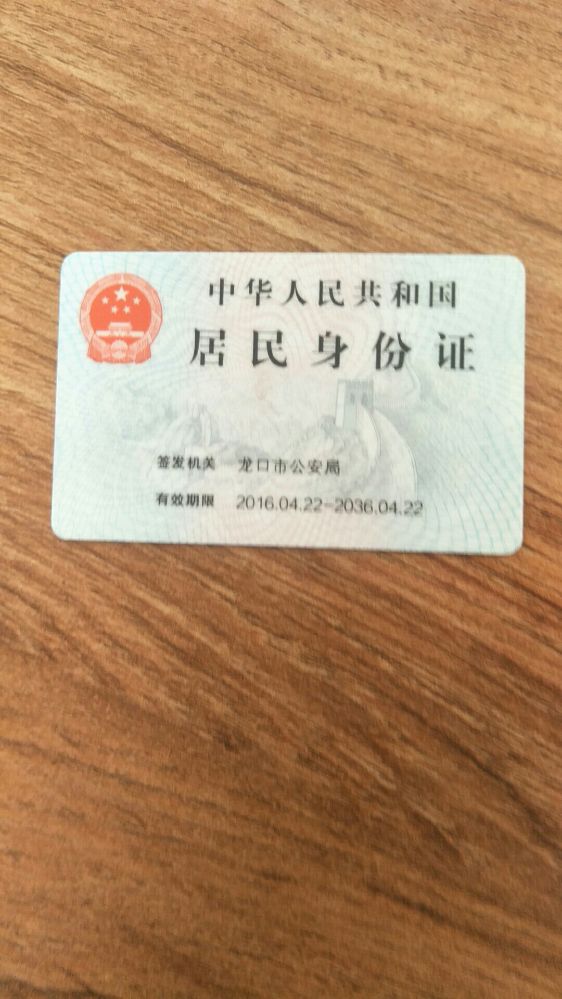 中华人民共和国
居民身份证
签发机关 龙口市公安局
有效期限 2016.04.22-2036.04.22